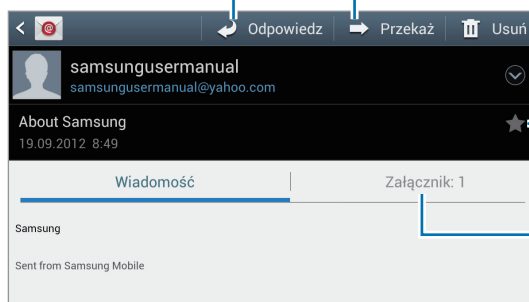 Odpowiedz Przekaż Usuń
samsungusermanual
samsungusermanual@yahoo.com
About Samsung
19.09.2012 8:49
Wiadomość Załącznik: 1
Samsung
Sent from Samsung Mobile